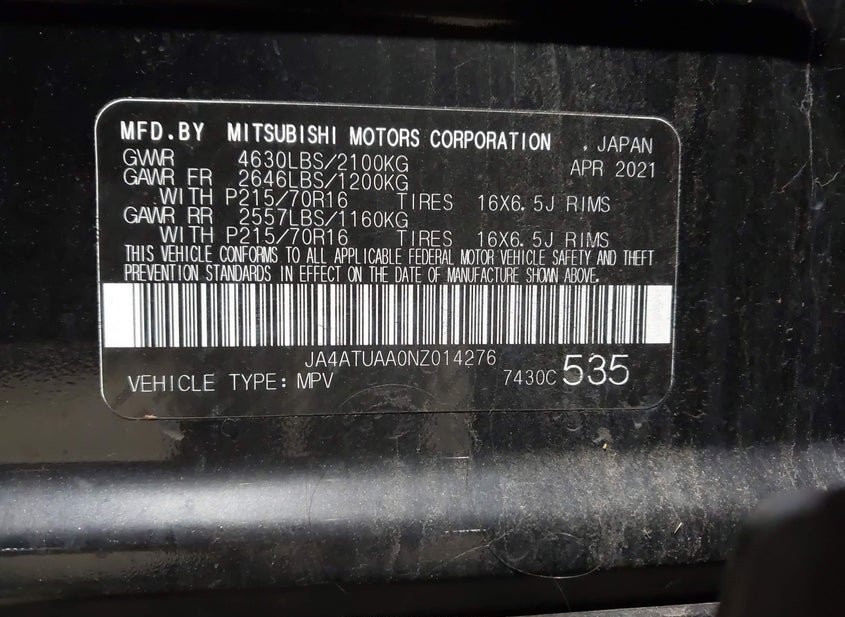 MFD.BY MITSUBISHI MOTORS CORPORATION , JAPAN
GVWR 4630LBS/2100KG APR 2021
GAWR FR 2646LBS/1200KG
WITH P215/70R16 TIRES 16X6.5J RIMS
GAWR RR 2557LBS/1160KG
WITH P215/70R16 TIRES 16X6.5J RIMS
THIS VEHICLE CONFORMS TO ALL APPLICABLE FEDERAL MOTOR VEHICLE SAFETY AND THEFT
PREVENTION STANDARDS IN EFFECT ON THE DATE OF MANUFACTURE SHOWN ABOVE.
JA4ATUAA0NZ014276
VEHICLE TYPE: MPV 7430C 535